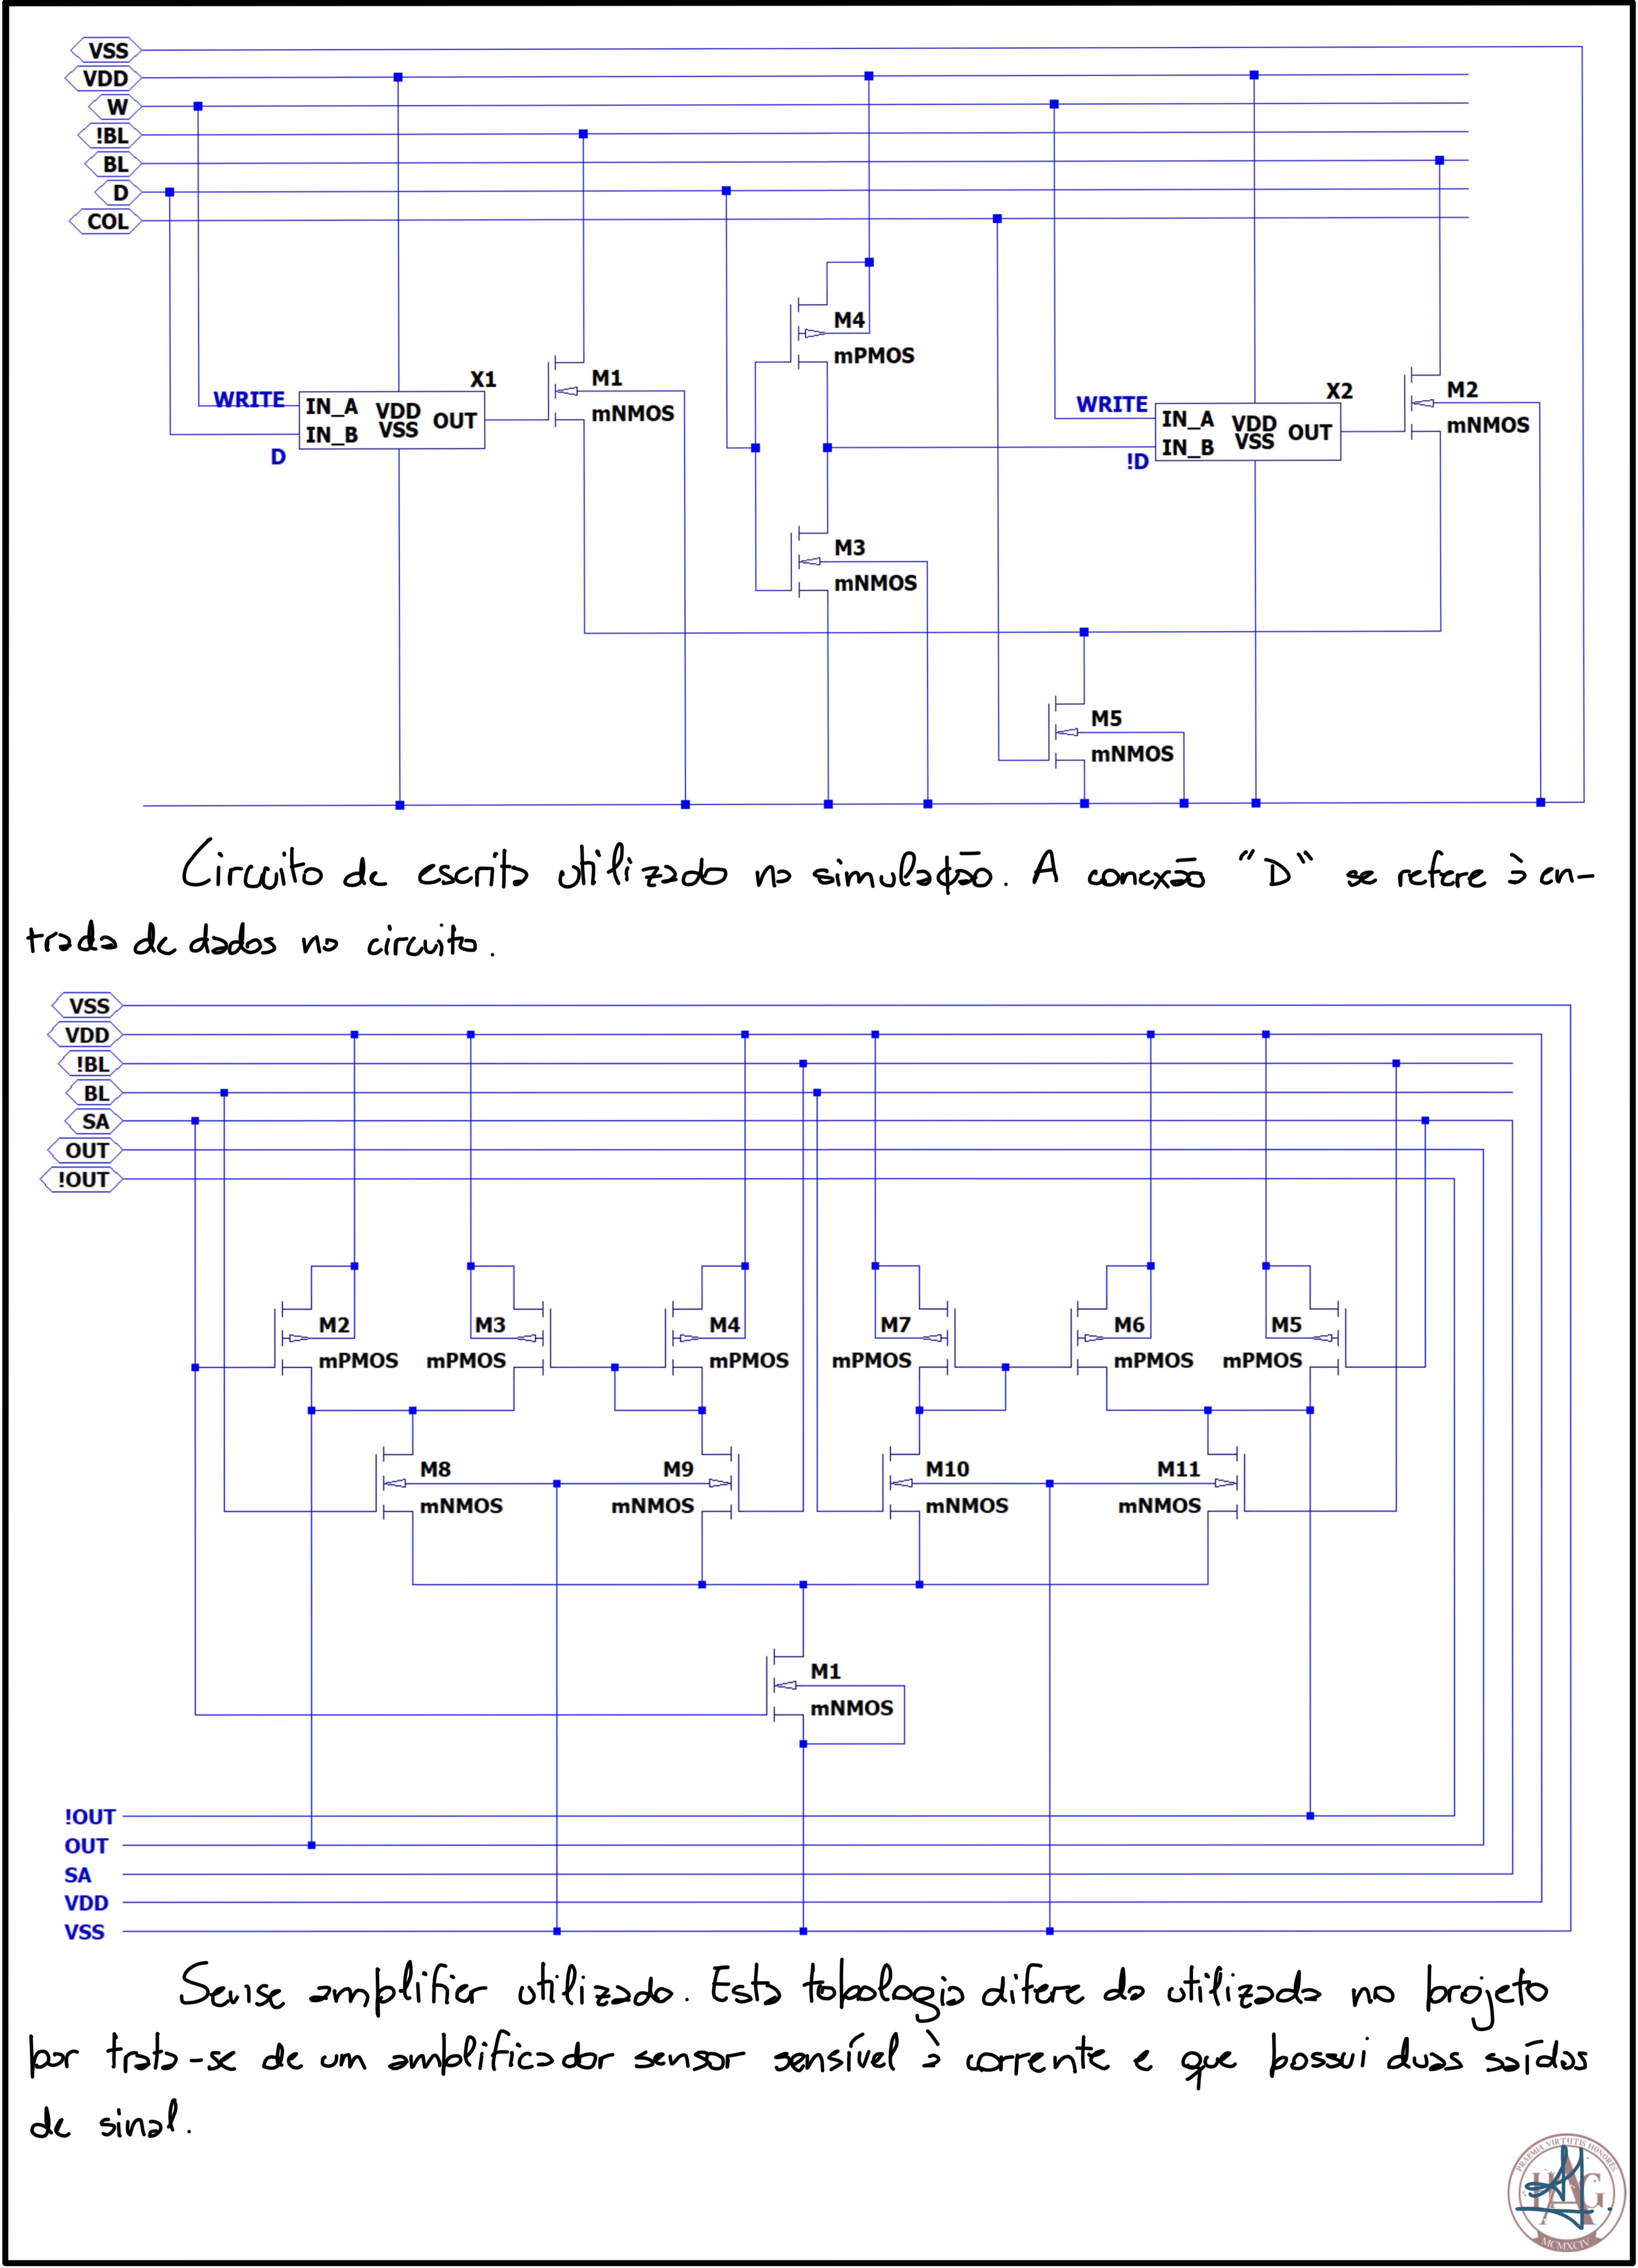 VSS
VDD
W
!BL
BL
D
COL
M4
mPMOS
X1
M1
mNMOS
WRITE
IN_A
VDD
VSS
OUT
IN_B
D
X2
M2
mNMOS
WRITE
IN_A
VDD
VSS
OUT
IN_B
!D
M3
mNMOS
M5
mNMOS
Circuito de escrita utilizado na simulação. A conexão "D" se refere à en-
trada de dados no circuito.
VSS
VDD
!BL
BL
SA
OUT
!OUT
M2 M3 M4 M7 M6 M5
mPMOS mPMOS mPMOS mPMOS mPMOS mPMOS
M8 M9 M10 M11
mNMOS mNMOS mNMOS mNMOS
M1
mNMOS
!OUT
OUT
SA
VDD
VSS
Sense amplifier utilizado. Esta topologia difere da utilizada no projeto
por trata-se de um amplificador sensor sensível à corrente e que possui duas saídas
de sinal.
PRAEMIA VIRTUTIS HONORES
HAG
MCMXCIV